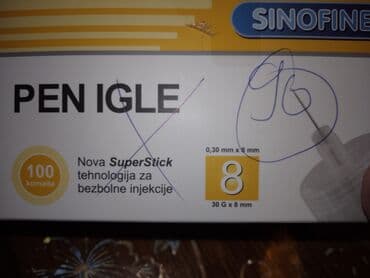 SINOFINE
PEN IGLE
96
100
komada
Nova SuperStick
tehnologija za
bezbolne injekcije
0,30 mm x 8 mm
8
30 G x 8 mm